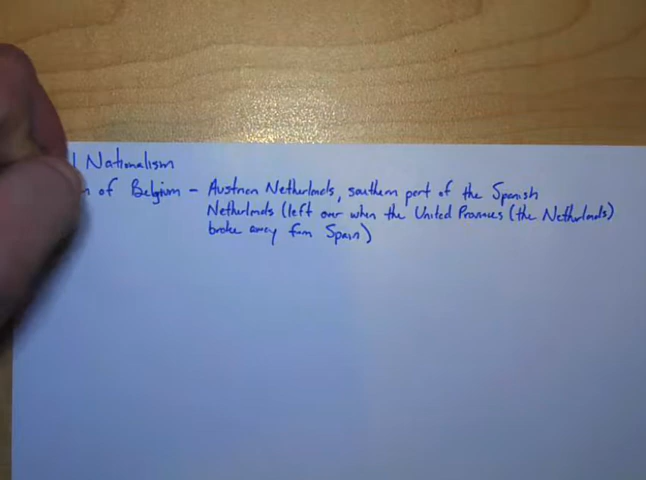 l Nationalism
n of Belgium - Austrian Netherlands, southern part of the Spanish
Netherlands (left over when the United Provinces (the Netherlands)
broke away from Spain)